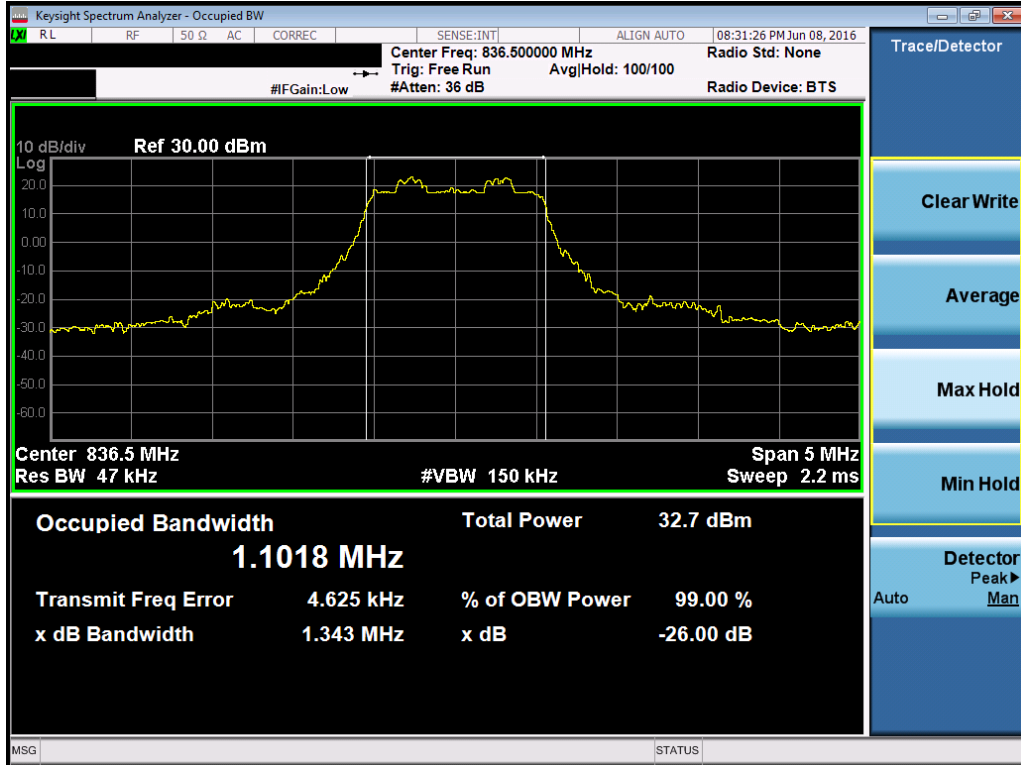 Keysight Spectrum Analyzer - Occupied BW
LXI RL RF 50 Ω AC CORREC SENSE:INT ALIGN AUTO 08:31:26 PM Jun 08, 2016
Center Freq: 836.500000 MHz Radio Std: None
Trig: Free Run Avg|Hold: 100/100
#IFGain:Low #Atten: 36 dB Radio Device: BTS
10 dB/div Ref 30.00 dBm
Log
20.0
10.0
0.00
-10.0
-20.0
-30.0
-40.0
-50.0
-60.0
Center 836.5 MHz Span 5 MHz
Res BW 47 kHz #VBW 150 kHz Sweep 2.2 ms
Occupied Bandwidth Total Power 32.7 dBm
1.1018 MHz
Transmit Freq Error 4.625 kHz % of OBW Power 99.00 %
x dB Bandwidth 1.343 MHz x dB -26.00 dB
MSG STATUS
Trace/Detector
Clear Write
Average
Max Hold
Min Hold
Detector
Peak▶
Auto Man